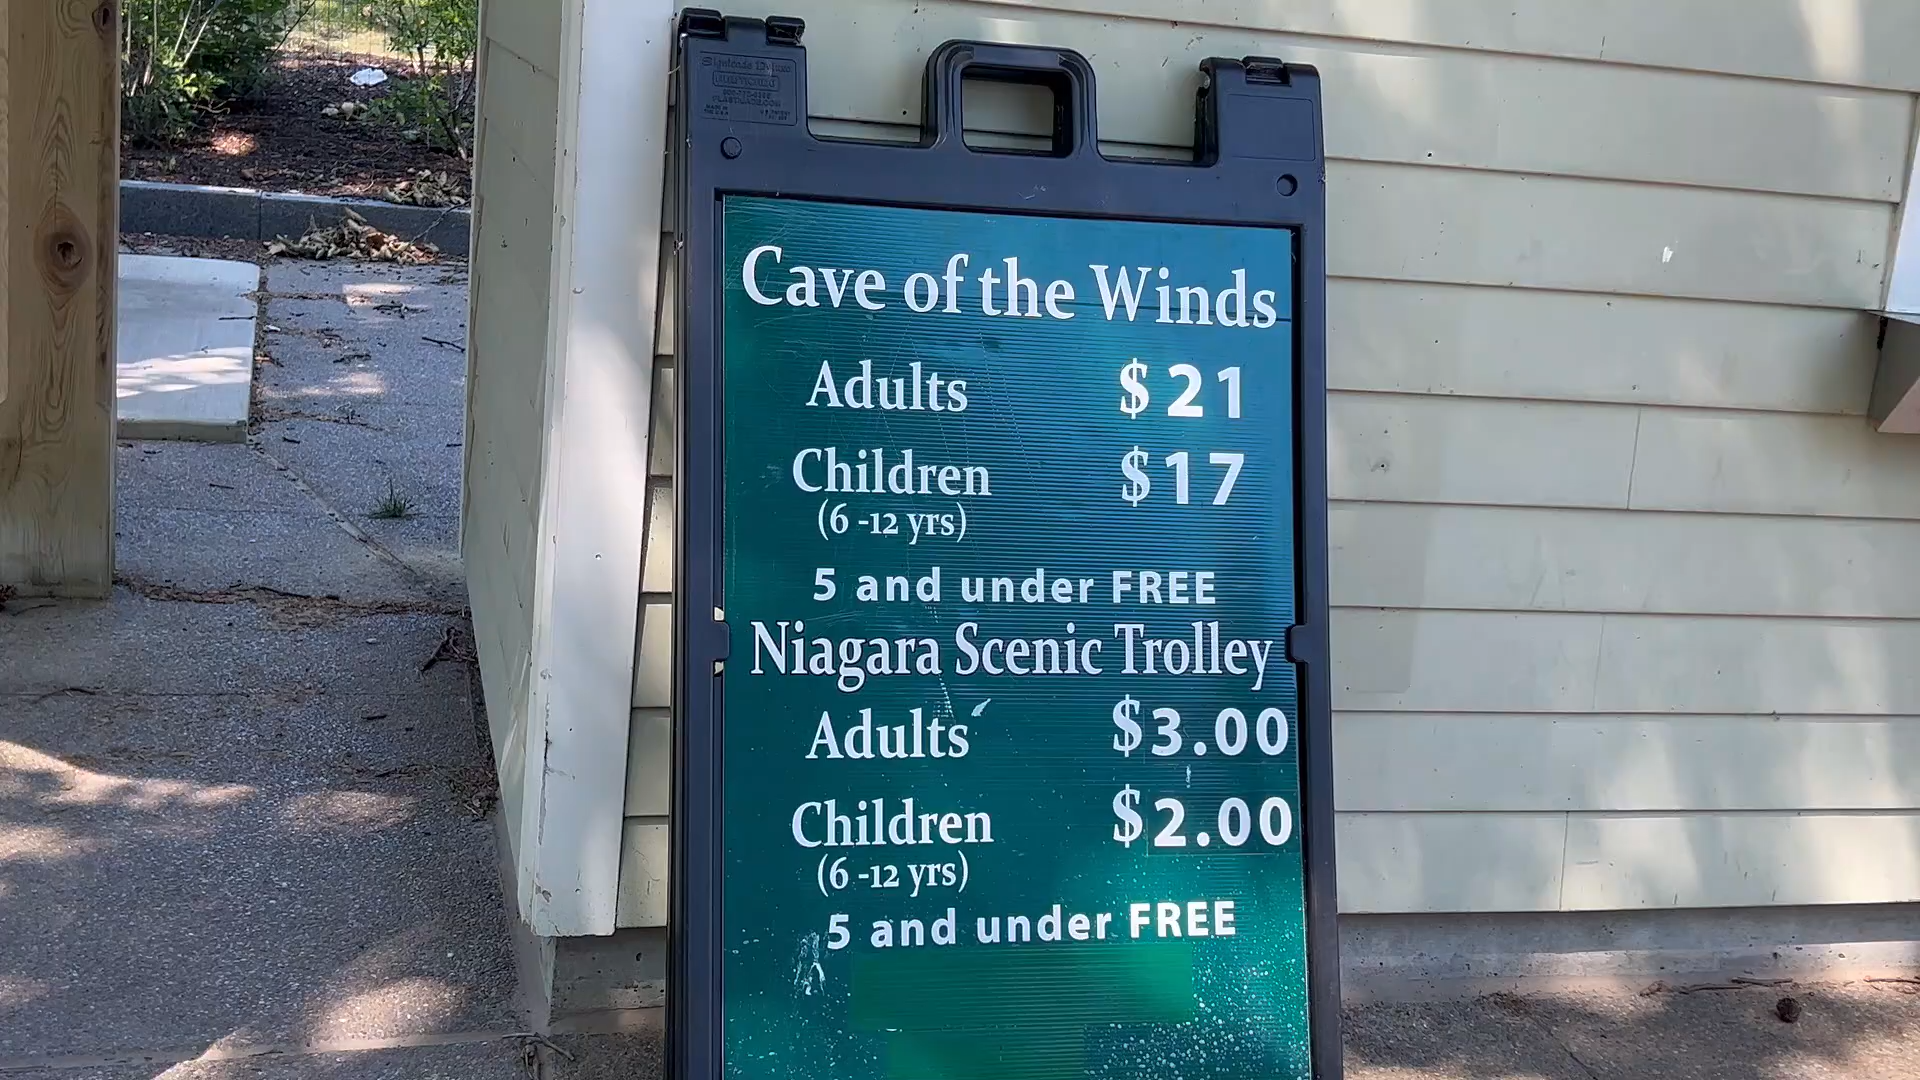 Cave of the Winds
Adults $21
Children $17
(6 -12 yrs)
5 and under FREE
Niagara Scenic Trolley
Adults $3.00
Children $2.00
(6 -12 yrs)
5 and under FREE